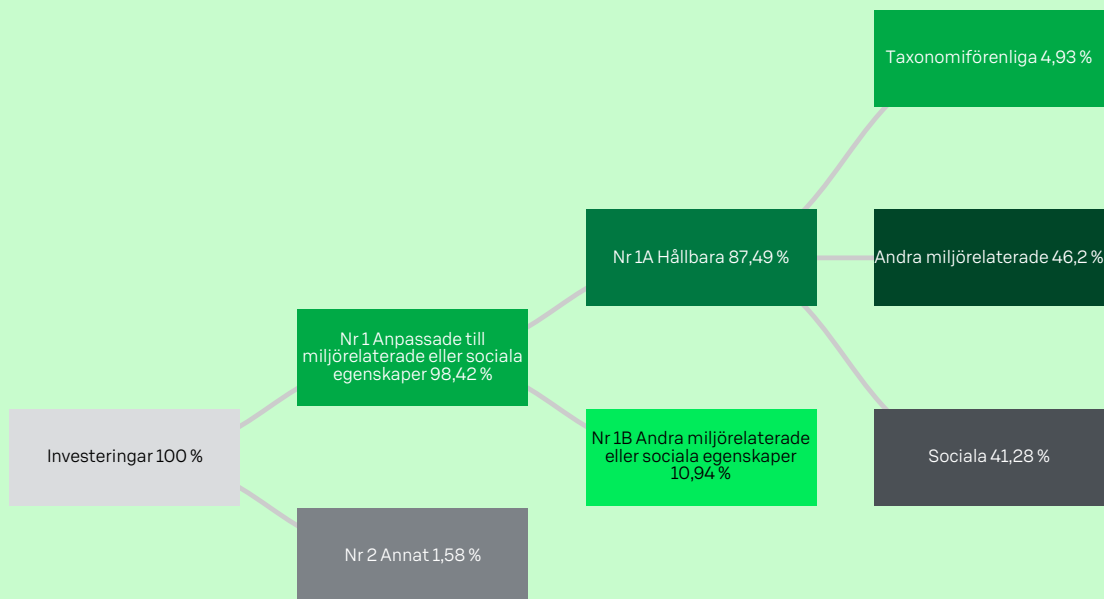 Taxonomiförenliga 4,93 %
Nr 1A Hållbara 87,49 %
Andra miljörelaterade 46,2 %
Nr 1 Anpassade till
miljörelaterade eller sociala
egenskaper 98,42 %
Investeringar 100 %
Nr 1B Andra miljörelaterade
eller sociala egenskaper
10,94 %
Sociala 41,28 %
Nr 2 Annat 1,58 %